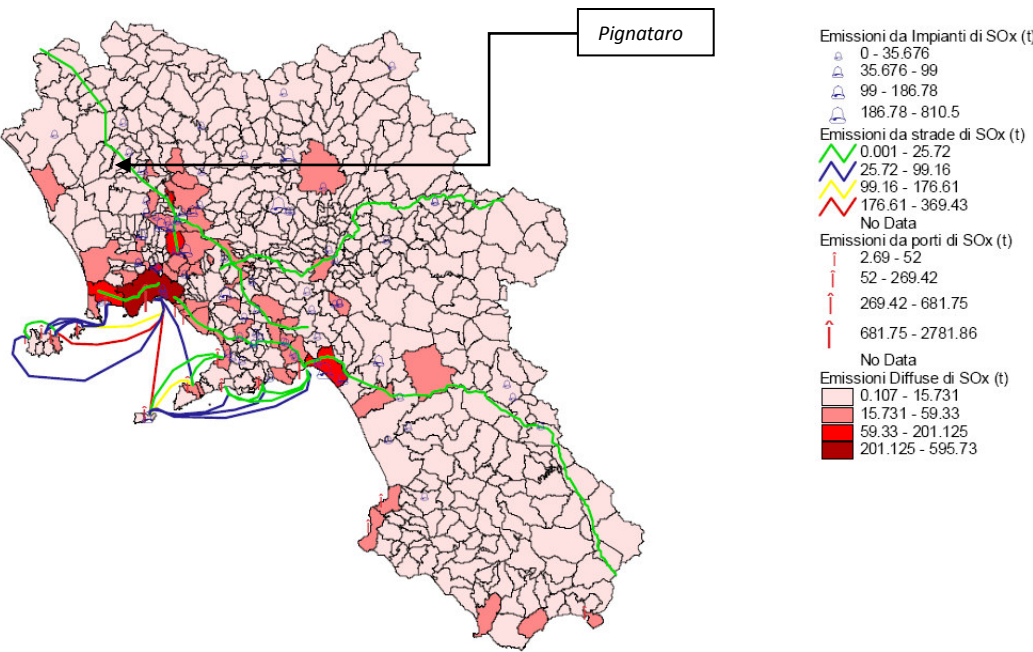 Pignataro
Emissioni da Impianti di SOx (t)
0 - 35.676
35.676 - 99
99 - 186.78
186.78 - 810.5
Emissioni da strade di SOx (t)
0.001 - 25.72
25.72 - 99.16
99.16 - 176.61
176.61 - 369.43
No Data
Emissioni da porti di SOx (t)
2.69 - 52
52 - 269.42
269.42 - 681.75
681.75 - 2781.86
No Data
Emissioni Diffuse di SOx (t)
0.107 - 15.731
15.731 - 59.33
59.33 - 201.125
201.125 - 595.73